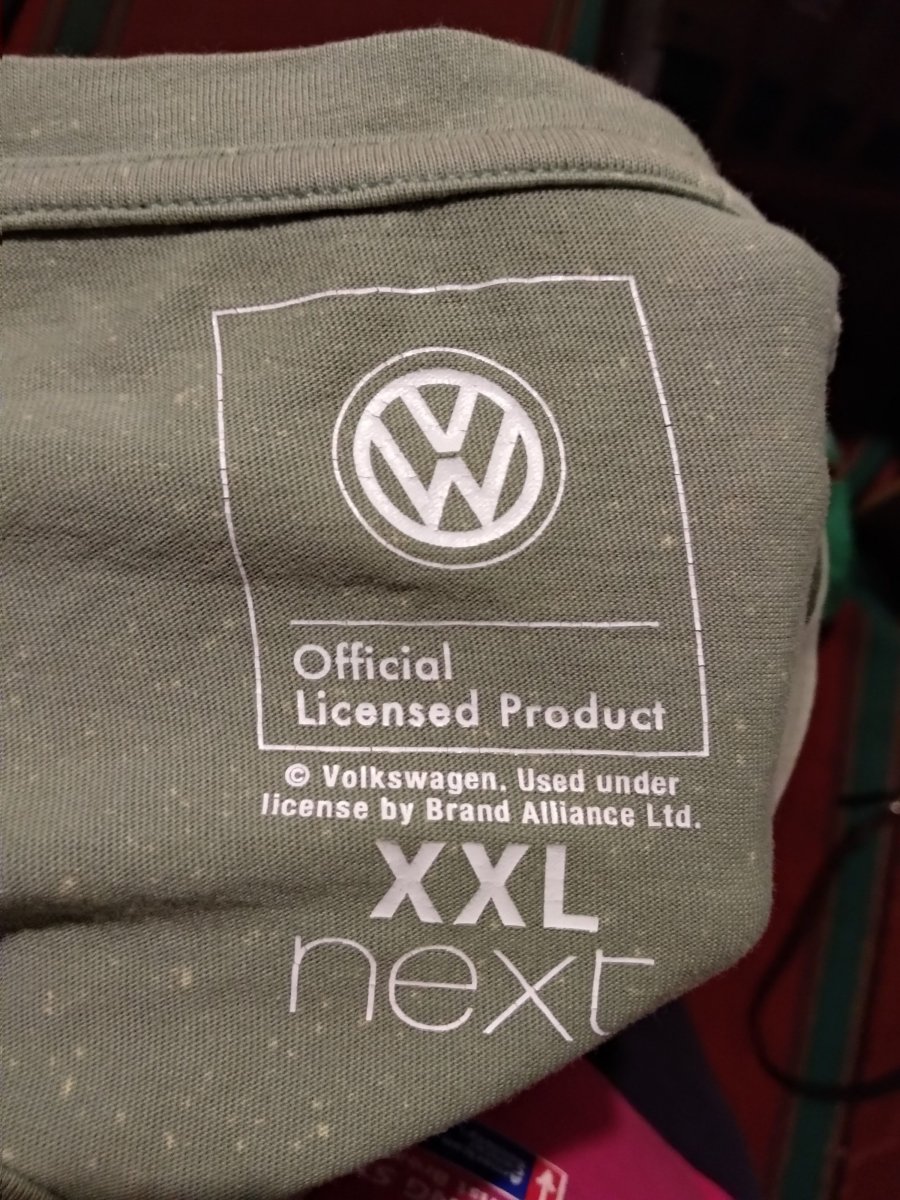 VW
Official
Licensed Product
© Volkswagen. Used under
license by Brand Alliance Ltd.
XXL
next